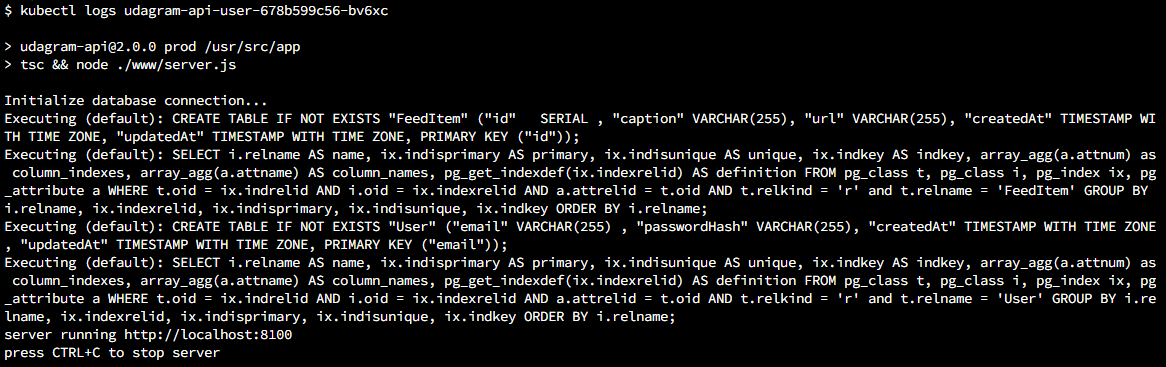 $ kubectl logs udagram-api-user-678b599c56-bv6xc

> udagram-api@2.0.0 prod /usr/src/app
> tsc && node ./www/server.js

Initialize database connection...
Executing (default): CREATE TABLE IF NOT EXISTS "FeedItem" ("id"   SERIAL , "caption" VARCHAR(255), "url" VARCHAR(255), "createdAt" TIMESTAMP WI
TH TIME ZONE, "updatedAt" TIMESTAMP WITH TIME ZONE, PRIMARY KEY ("id"));
Executing (default): SELECT i.relname AS name, ix.indisprimary AS primary, ix.indisunique AS unique, ix.indkey AS indkey, array_agg(a.attnum) as
 column_indexes, array_agg(a.attname) AS column_names, pg_get_indexdef(ix.indexrelid) AS definition FROM pg_class t, pg_class i, pg_index ix, pg
_attribute a WHERE t.oid = ix.indrelid AND i.oid = ix.indexrelid AND a.attrelid = t.oid AND t.relkind = 'r' and t.relname = 'FeedItem' GROUP BY
i.relname, ix.indexrelid, ix.indisprimary, ix.indisunique, ix.indkey ORDER BY i.relname;
Executing (default): CREATE TABLE IF NOT EXISTS "User" ("email" VARCHAR(255) , "passwordHash" VARCHAR(255), "createdAt" TIMESTAMP WITH TIME ZONE
, "updatedAt" TIMESTAMP WITH TIME ZONE, PRIMARY KEY ("email"));
Executing (default): SELECT i.relname AS name, ix.indisprimary AS primary, ix.indisunique AS unique, ix.indkey AS indkey, array_agg(a.attnum) as
 column_indexes, array_agg(a.attname) AS column_names, pg_get_indexdef(ix.indexrelid) AS definition FROM pg_class t, pg_class i, pg_index ix, pg
_attribute a WHERE t.oid = ix.indrelid AND i.oid = ix.indexrelid AND a.attrelid = t.oid AND t.relkind = 'r' and t.relname = 'User' GROUP BY i.re
lname, ix.indexrelid, ix.indisprimary, ix.indisunique, ix.indkey ORDER BY i.relname;
server running http://localhost:8100
press CTRL+C to stop server